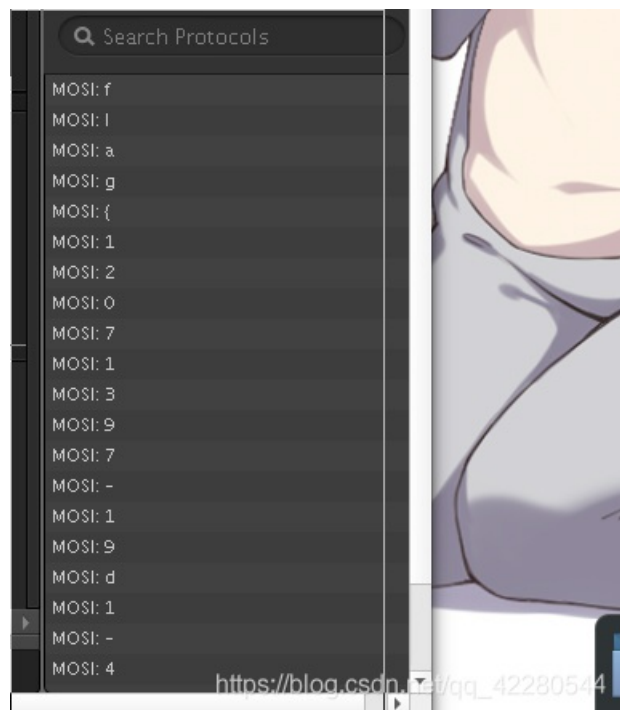 Search Protocols
MOSI: f
MOSI: l
MOSI: a
MOSI: g
MOSI: {
MOSI: 1
MOSI: 2
MOSI: 0
MOSI: 7
MOSI: 1
MOSI: 3
MOSI: 9
MOSI: 7
MOSI: -
MOSI: 1
MOSI: 9
MOSI: d
MOSI: 1
MOSI: -
MOSI: 4
https://blog.csdn.net/qq_42280544